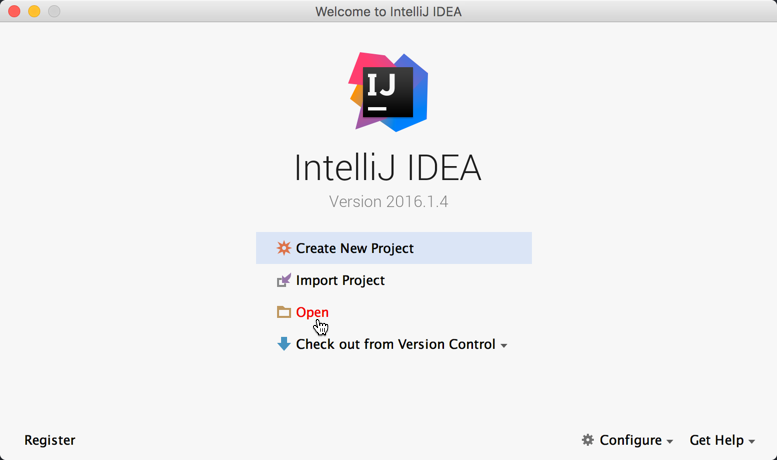 Welcome to IntelliJ IDEA
IJ
IntelliJ IDEA
Version 2016.1.4
Create New Project
Import Project
Open
Check out from Version Control
Register
Configure
Get Help